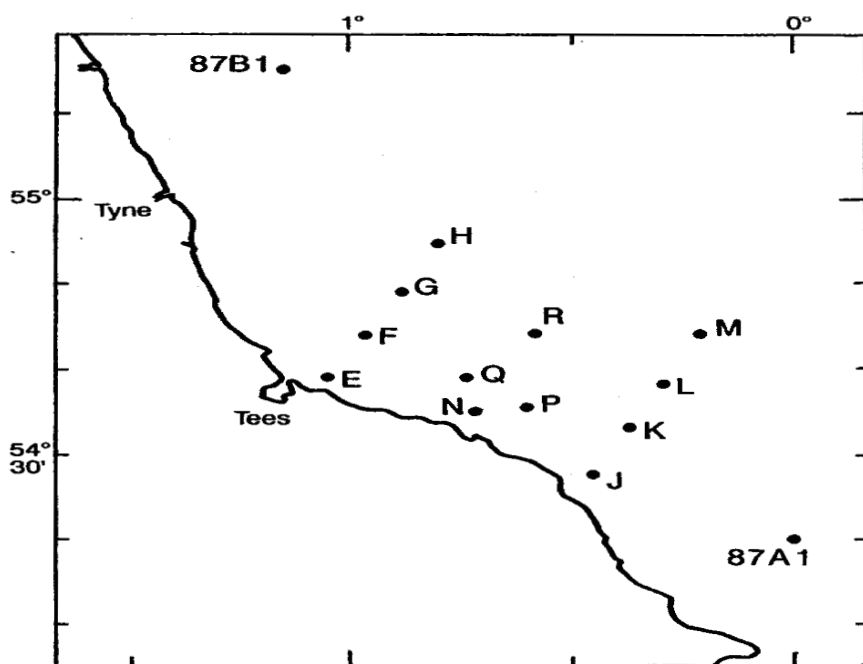 1° 0°
87B1
55°
Tyne
H
G
R M
F
E Q L
Tees N P
K
54°
30'
J
87A1